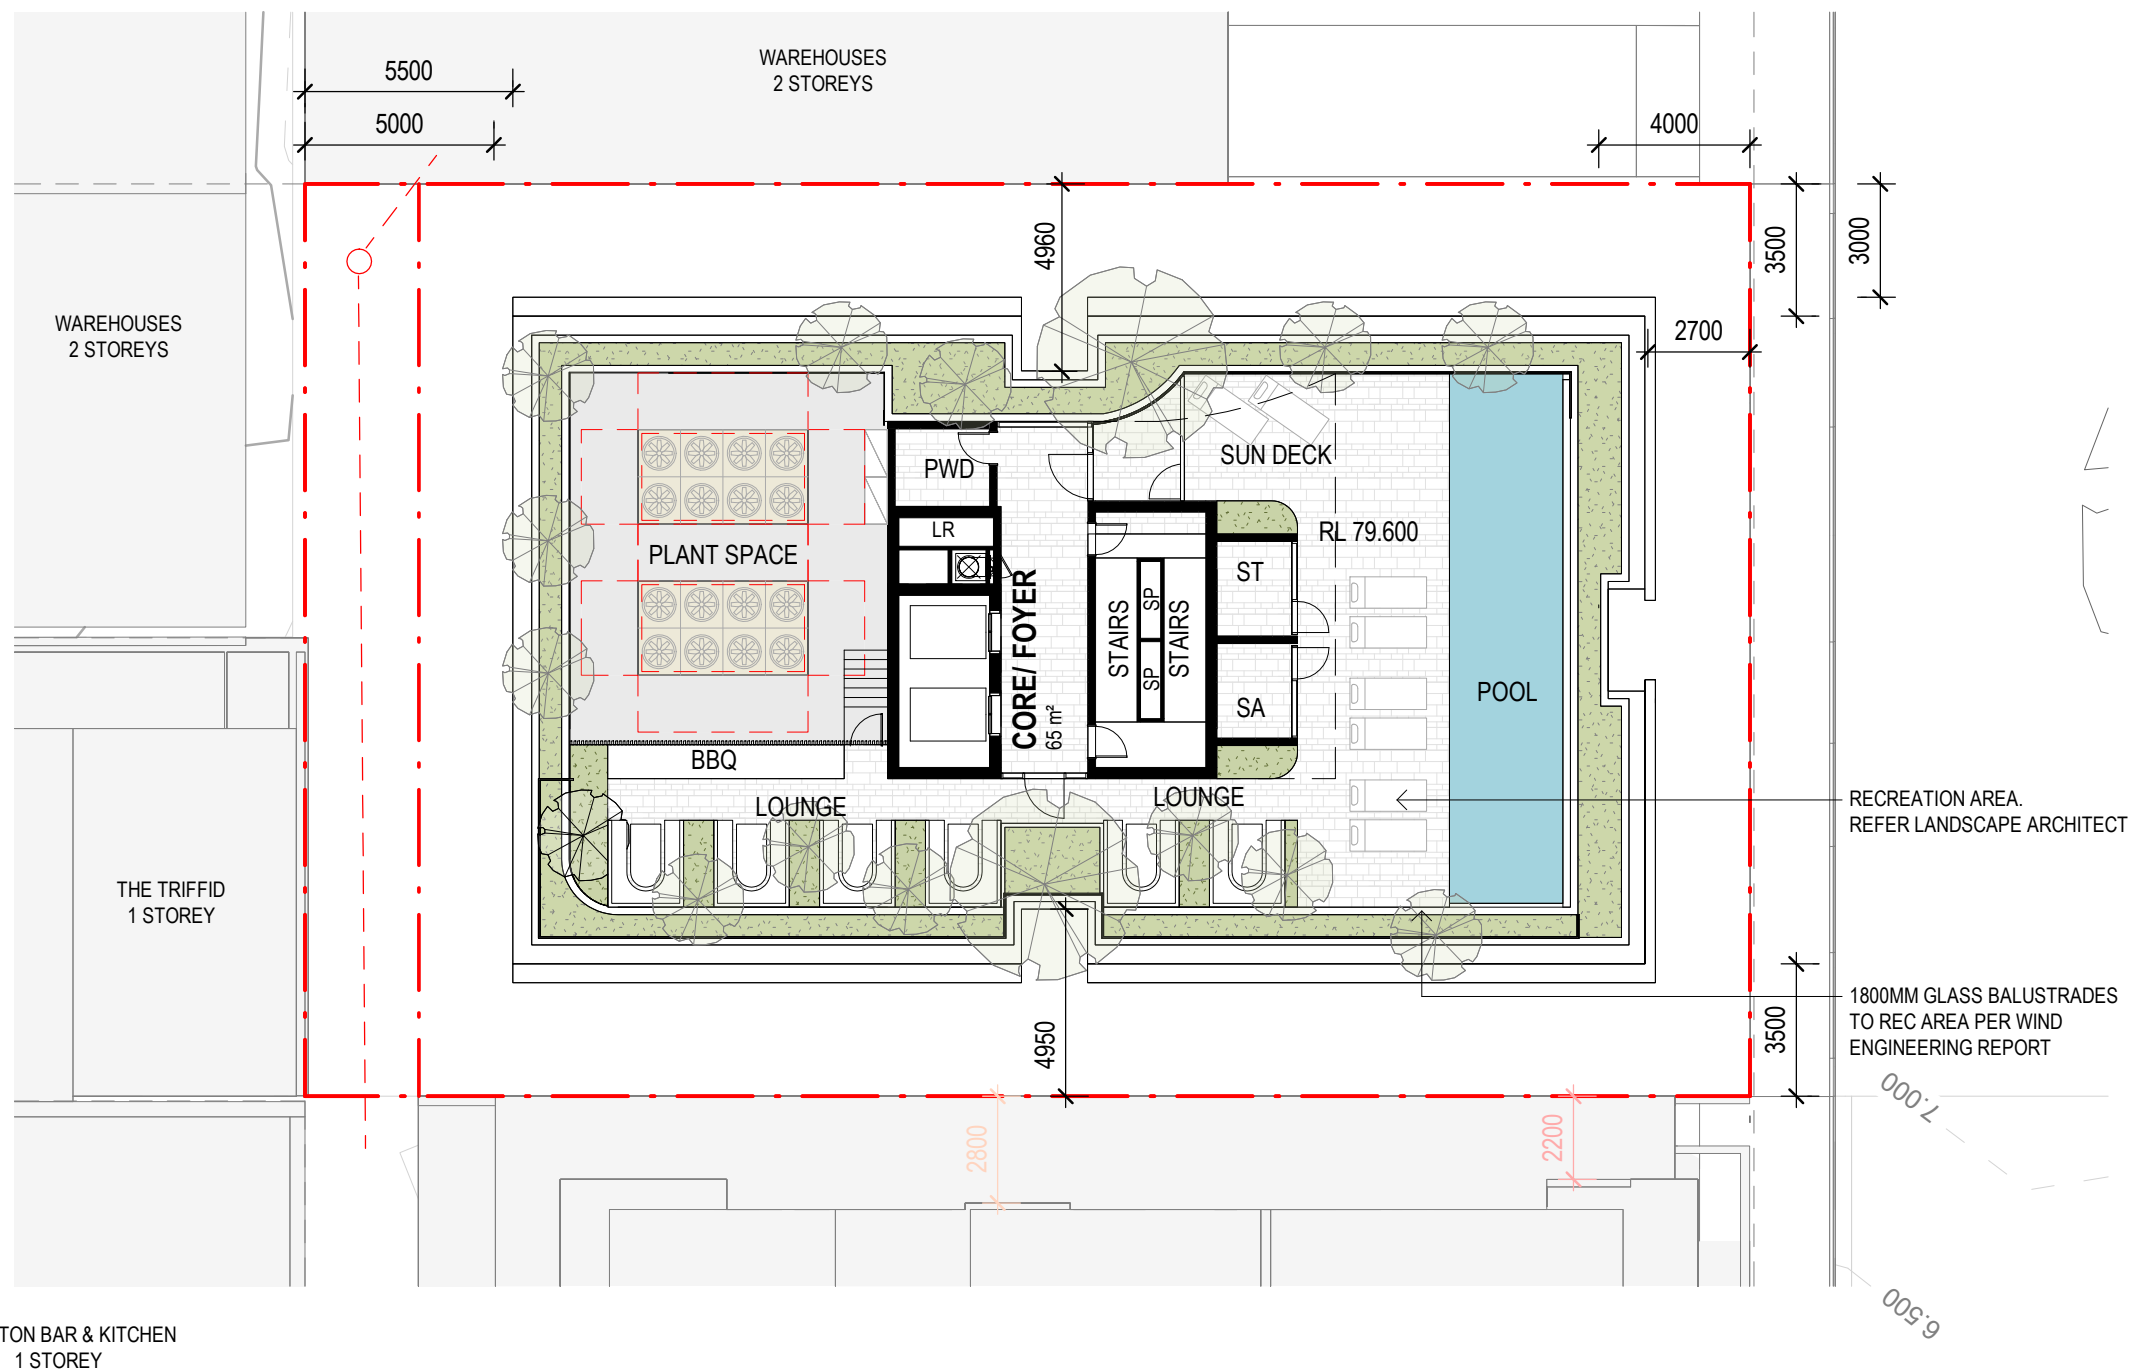 WAREHOUSES
2 STOREYS
5500
5000
4000
4960
3500
3000
2700
WAREHOUSES
2 STOREYS
PWD
SUN DECK
LR
RL 79.600
PLANT SPACE
ST
CORE/ FOYER
65 m²
STAIRS
SP
SP
STAIRS
SA
POOL
BBQ
LOUNGE
LOUNGE
RECREATION AREA.
REFER LANDSCAPE ARCHITECT
THE TRIFFID
1 STOREY
1800MM GLASS BALUSTRADES
TO REC AREA PER WIND
ENGINEERING REPORT
4950
3500
2800
2200
7.000
6.500
TON BAR & KITCHEN
1 STOREY